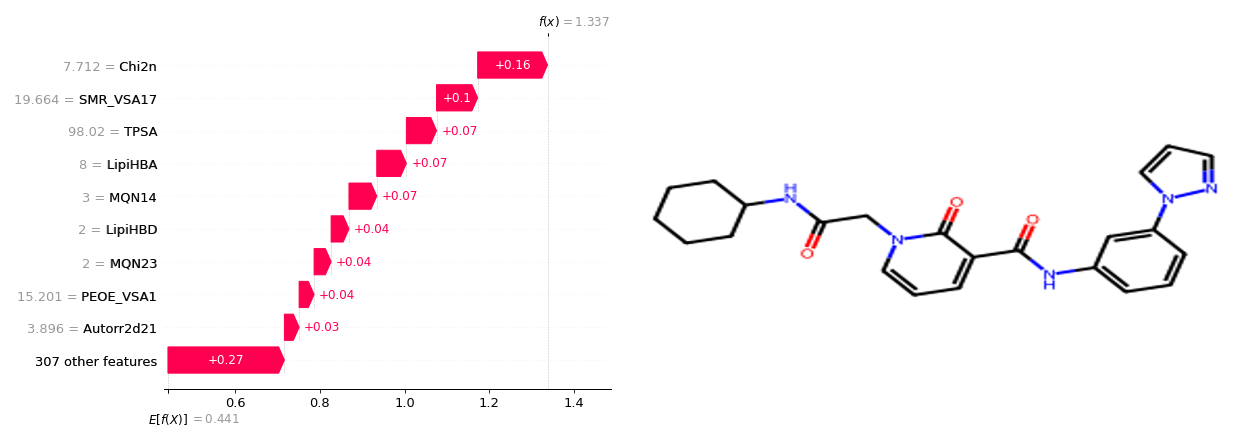 f(x) = 1.337
7.712 = Chi2n +0.16
19.664 = SMR_VSA17 +0.1
98.02 = TPSA +0.07
8 = LipiHBA +0.07
3 = MQN14 +0.07
2 = LipiHBD +0.04
2 = MQN23 +0.04
15.201 = PEOE_VSA1 +0.04
3.896 = Autorr2d21 +0.03
307 other features +0.27
0.6 0.8 1.0 1.2 1.4
E[f(X)] = 0.441
H
N
O
N
O
O
N
H
N
N